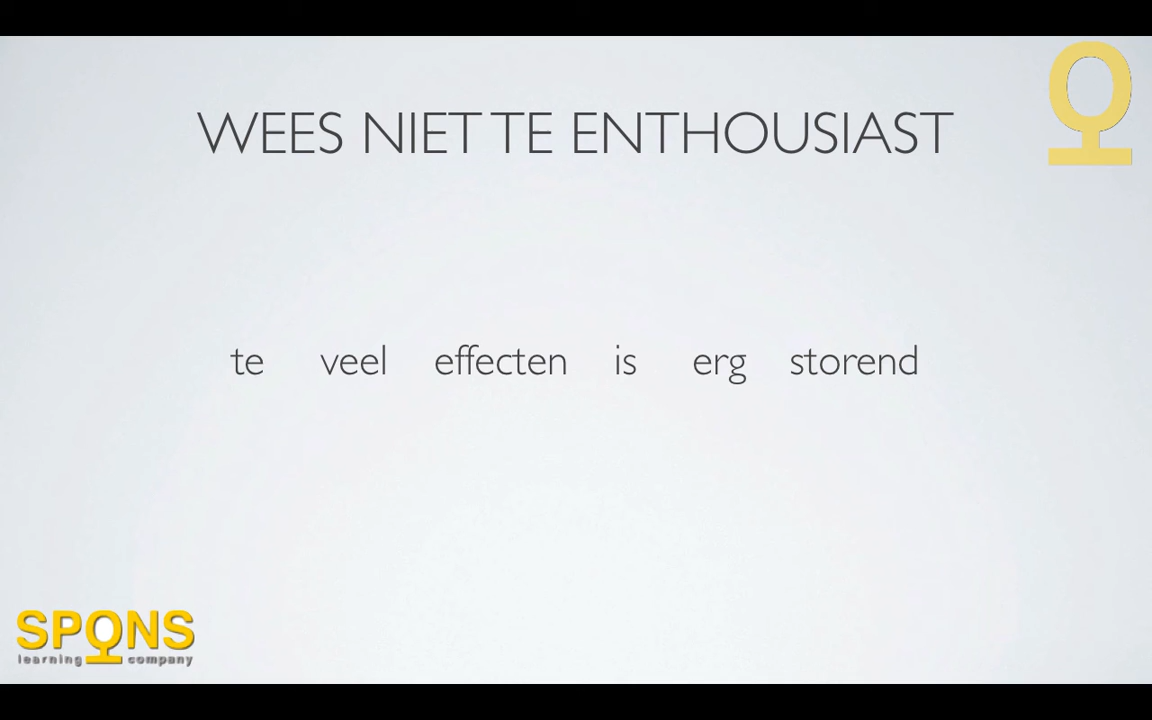 WEES NIET TE ENTHOUSIAST
te veel effecten is erg storend
SPONS
learning company